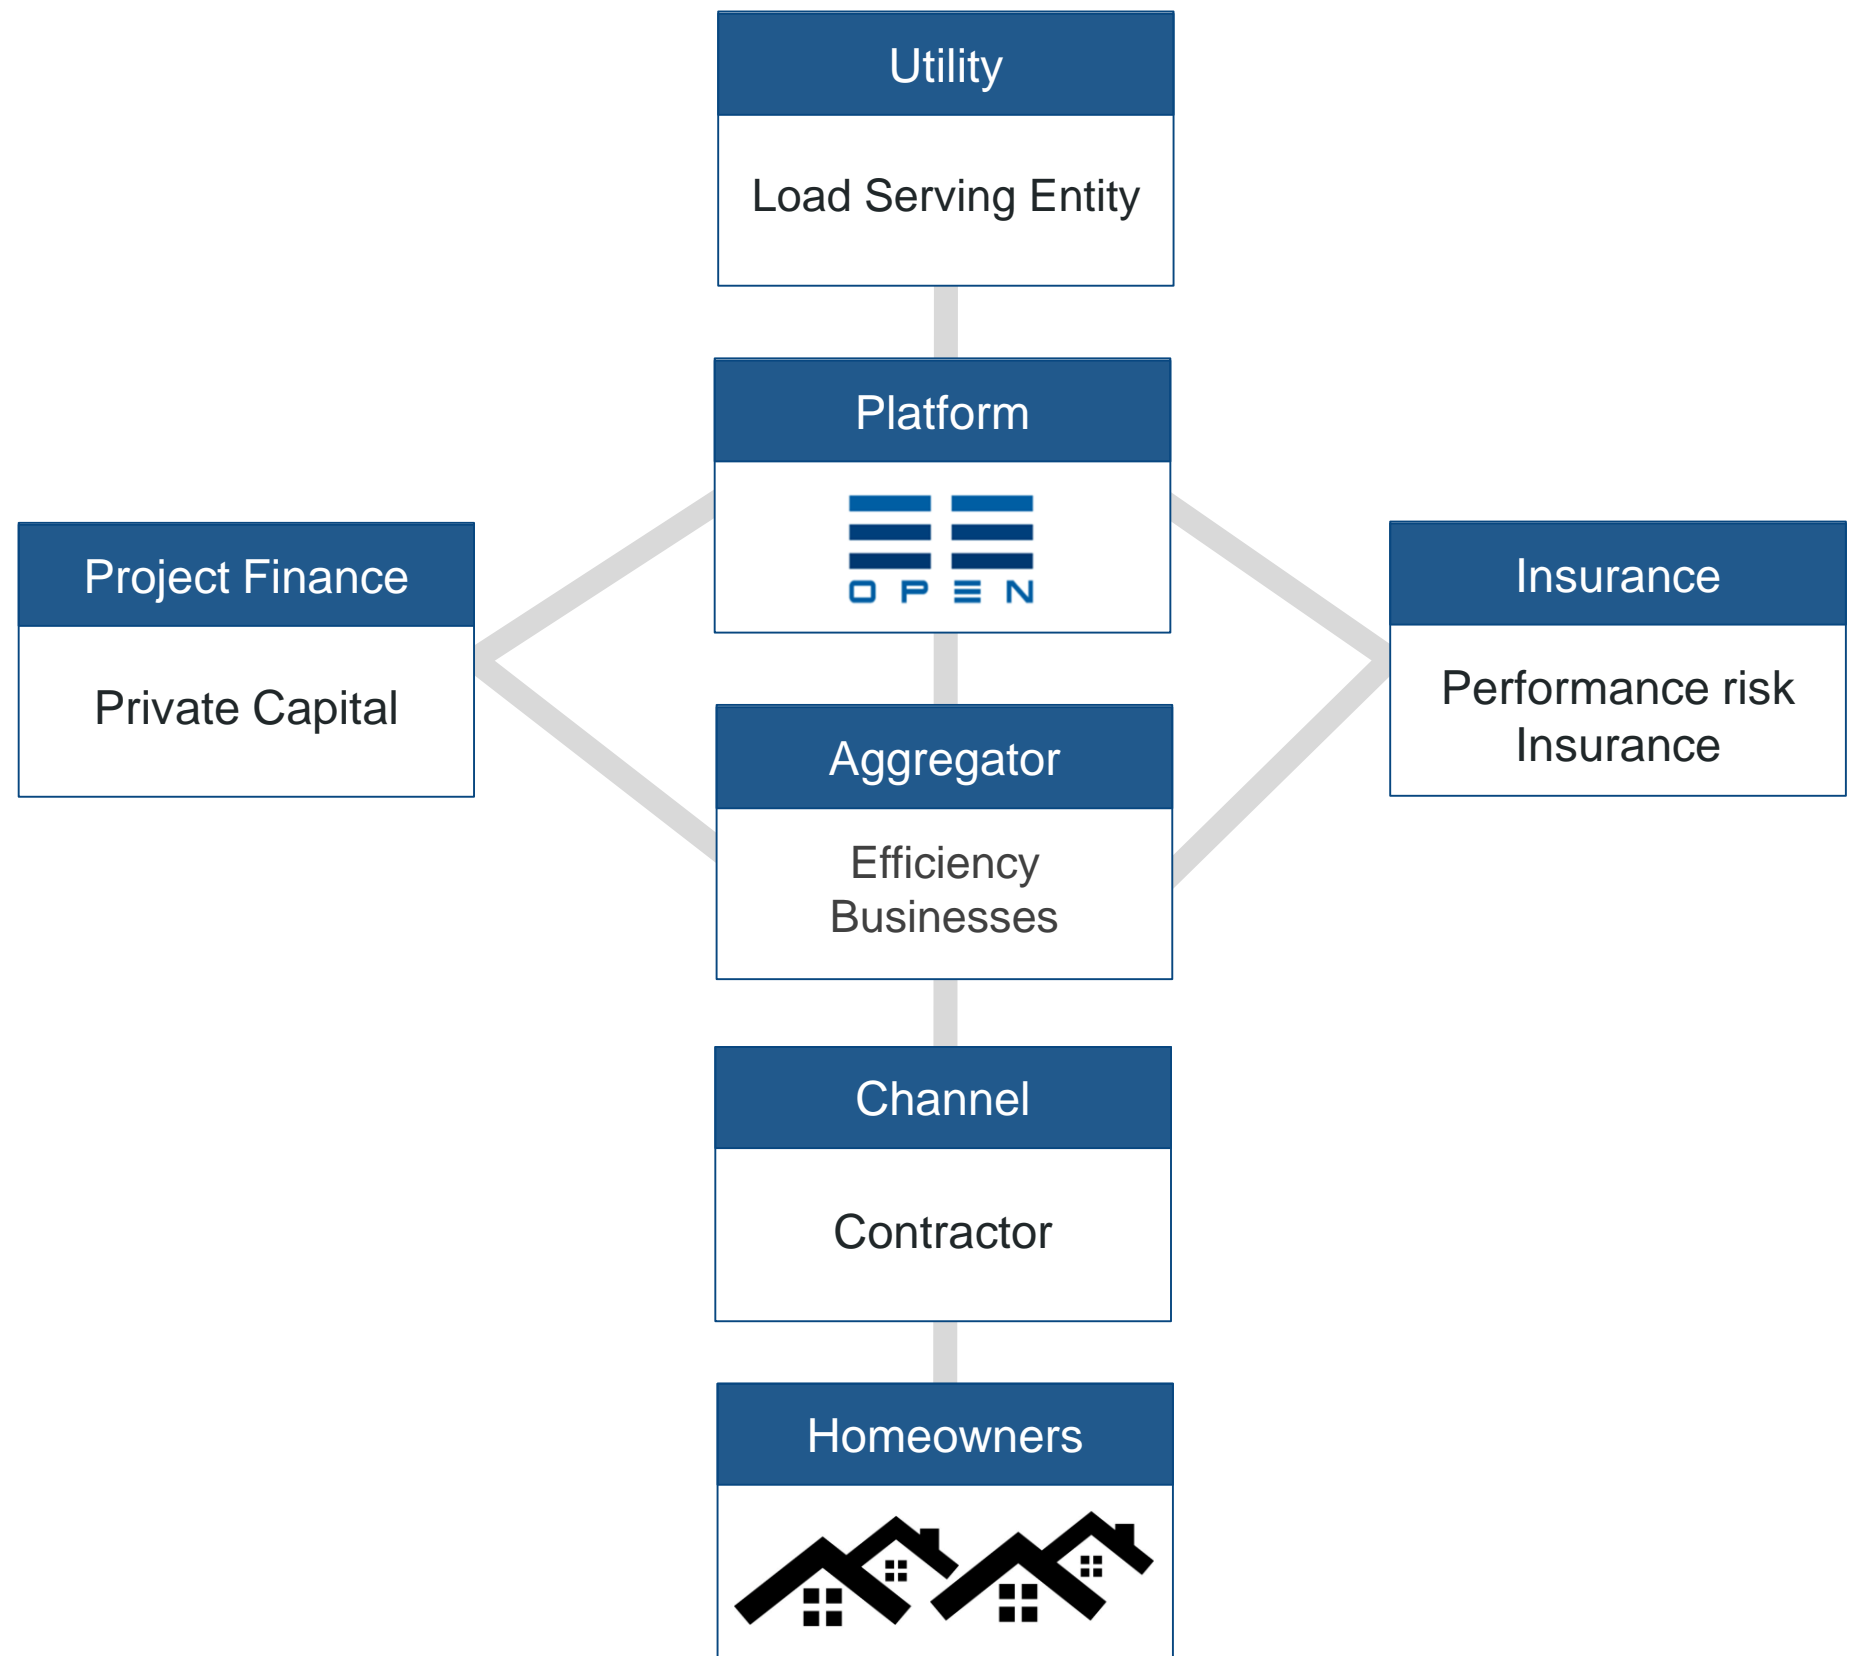 Utility
Load Serving Entity
Platform
OPEN
Project Finance
Private Capital
Insurance
Performance risk
Insurance
Aggregator
Efficiency
Businesses
Channel
Contractor
Homeowners